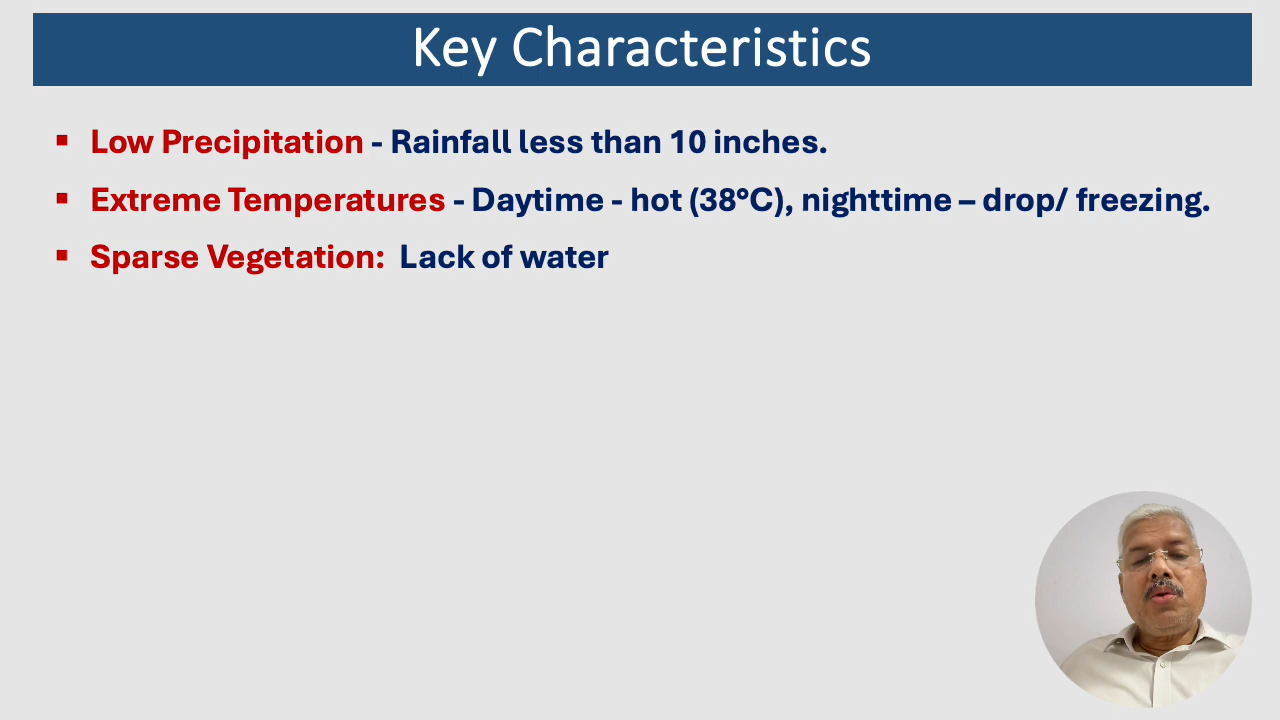 Key Characteristics
▪ Low Precipitation - Rainfall less than 10 inches.
▪ Extreme Temperatures - Daytime - hot (38°C), nighttime – drop/ freezing.
▪ Sparse Vegetation: Lack of water